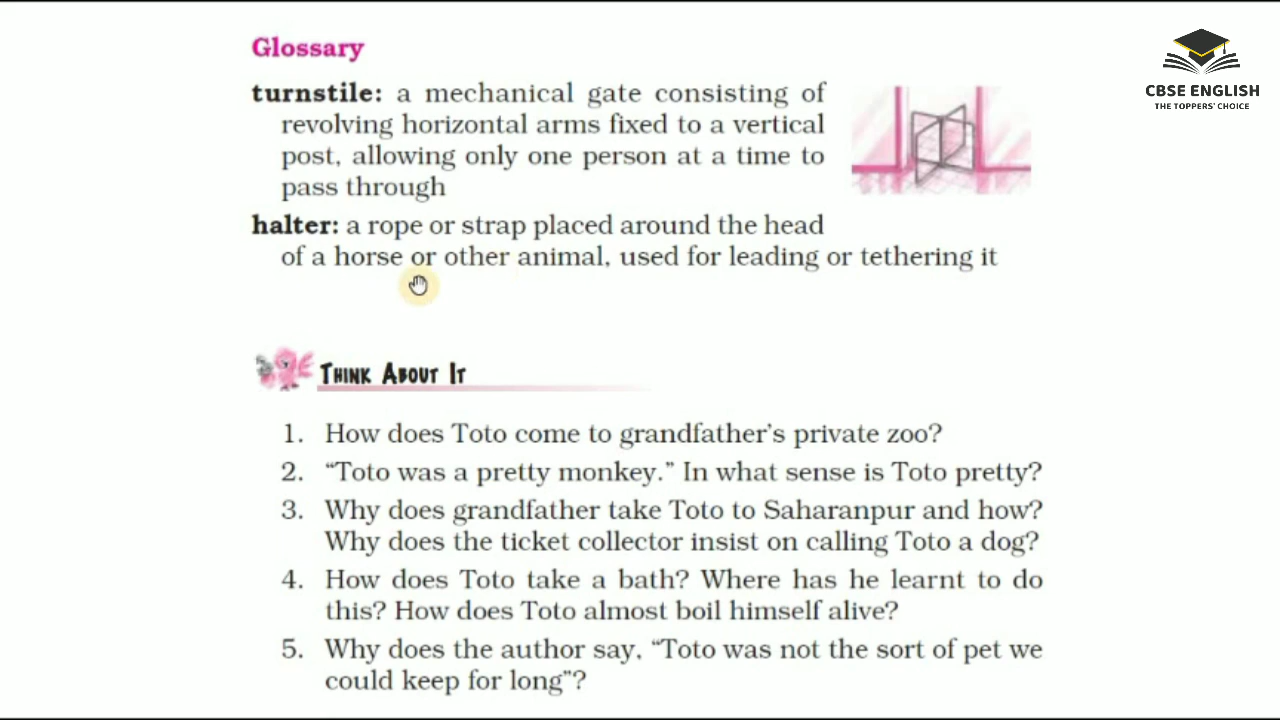 Glossary
CBSE ENGLISH
THE TOPPERS' CHOICE
turnstile: a mechanical gate consisting of
revolving horizontal arms fixed to a vertical
post, allowing only one person at a time to
pass through
halter: a rope or strap placed around the head
of a horse or other animal, used for leading or tethering it
THINK ABOUT IT
1. How does Toto come to grandfather's private zoo?
2. “Toto was a pretty monkey.” In what sense is Toto pretty?
3. Why does grandfather take Toto to Saharanpur and how?
Why does the ticket collector insist on calling Toto a dog?
4. How does Toto take a bath? Where has he learnt to do
this? How does Toto almost boil himself alive?
5. Why does the author say, “Toto was not the sort of pet we
could keep for long”?